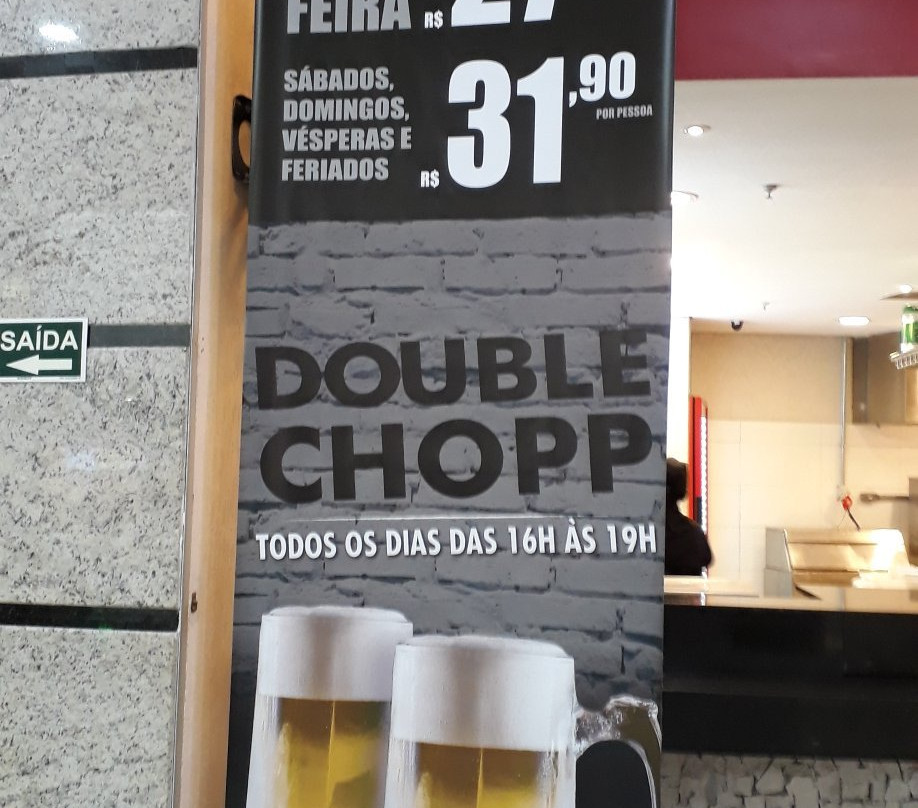 FEIRA R$ 27
SÁBADOS,
DOMINGOS,
VÉSPERAS E
FERIADOS
R$ 31,90
POR PESSOA
SAÍDA
DOUBLE
CHOPP
TODOS OS DIAS DAS 16H ÀS 19H